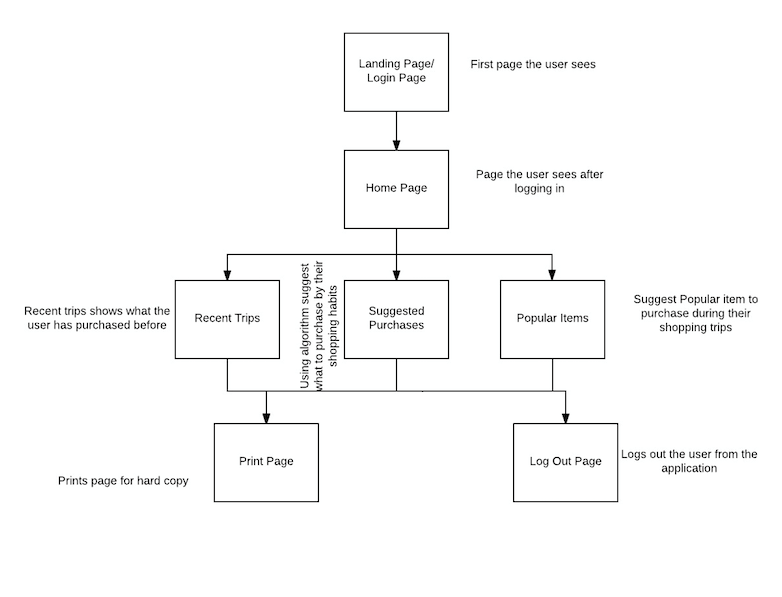 Landing Page/
Login Page
First page the user sees
Home Page
Page the user sees after
logging in
Recent trips shows what the
user has purchased before
Recent Trips
Using algorithm suggest
what to purchase by their
shopping habits
Suggested
Purchases
Popular Items
Suggest Popular item to
purchase during their
shopping trips
Prints page for hard copy
Print Page
Log Out Page
Logs out the user from the
application